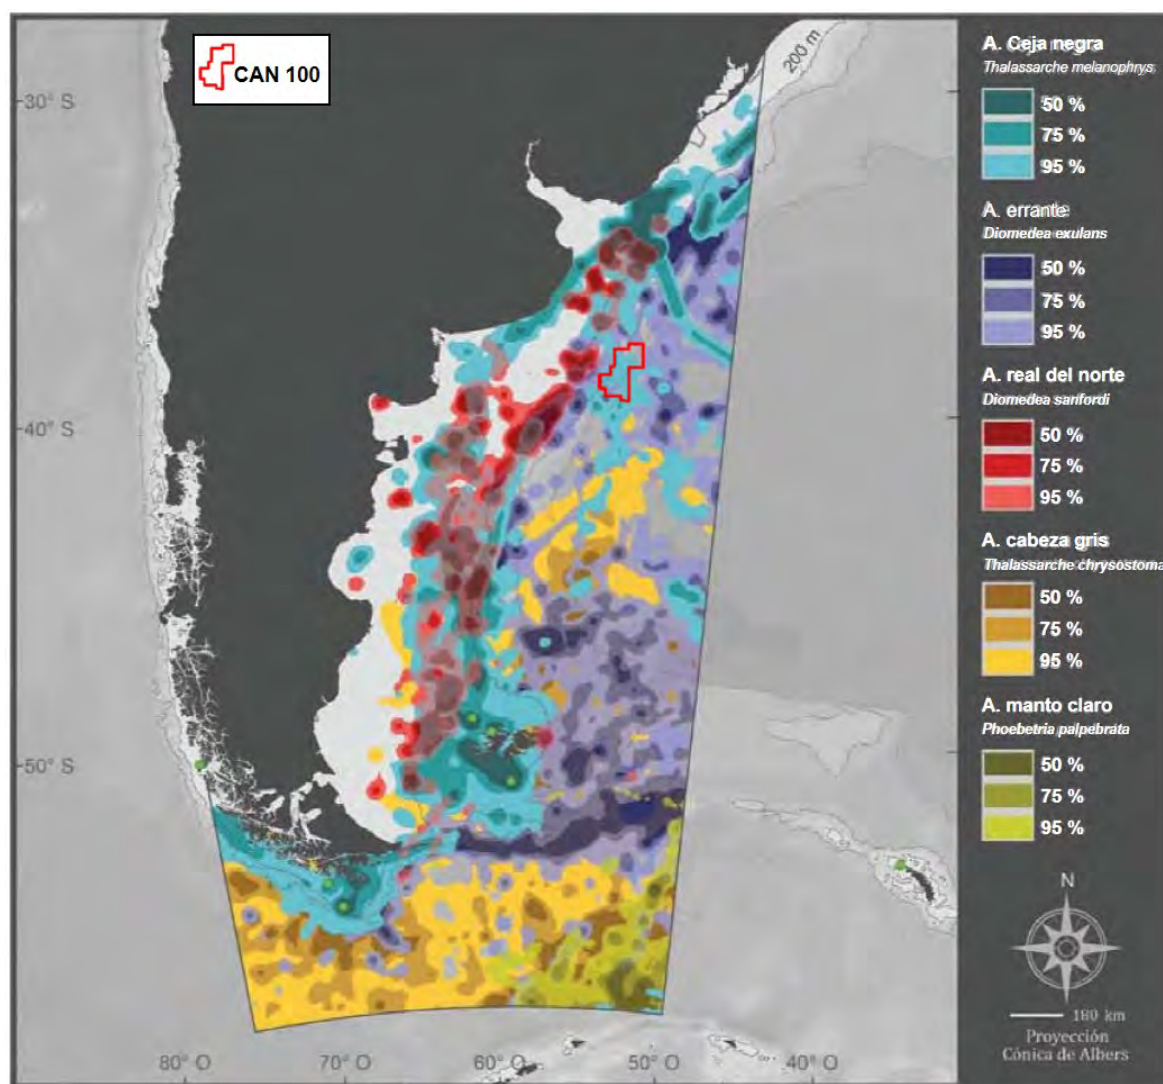 CAN 100
200 m
30° S
40° S
50° S
80° O
70° O
60° O
50° O
40° O
A. Ceja negra
Thalassarche melanophrys
50 %
75 %
95 %
A. errante
Diomedea exulans
50 %
75 %
95 %
A. real del norte
Diomedea sanfordi
50 %
75 %
95 %
A. cabeza gris
Thalassarche chrysostoma
50 %
75 %
95 %
A. manto claro
Phoebetria palpebrata
50 %
75 %
95 %
N
180 km
Proyección
Cónica de Albers